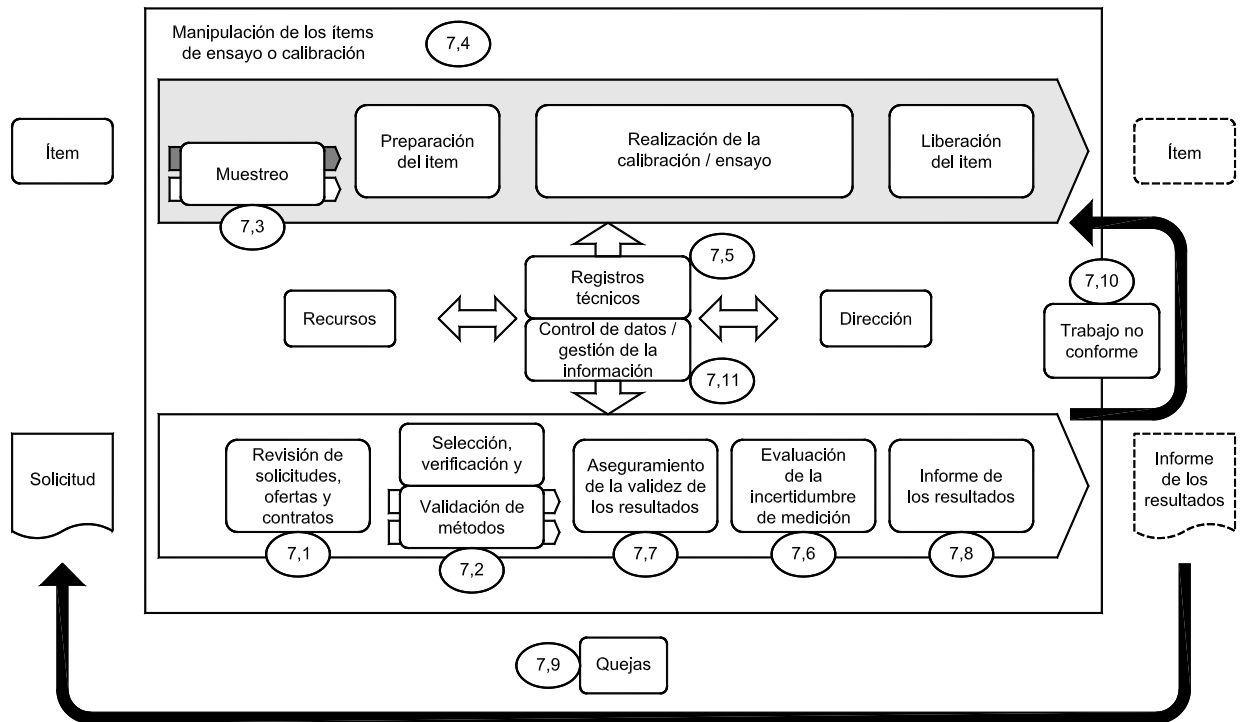 Manipulación de los ítems
de ensayo o calibración
7,4
Ítem
Muestreo
7,3
Preparación
del item
Realización de la
calibración / ensayo
Liberación
del item
Ítem
7,5
Registros
técnicos
Recursos
Control de datos /
gestión de la
información
7,11
Dirección
7,10
Trabajo no
conforme
Solicitud
Revisión de
solicitudes,
ofertas y
contratos
7,1
Selección,
verificación y
Validación de
métodos
7,2
Aseguramiento
de la validez de
los resultados
7,7
Evaluación
de la
incertidumbre
de medición
7,6
Informe de
los resultados
7,8
Informe
de los
resultados
7,9
Quejas